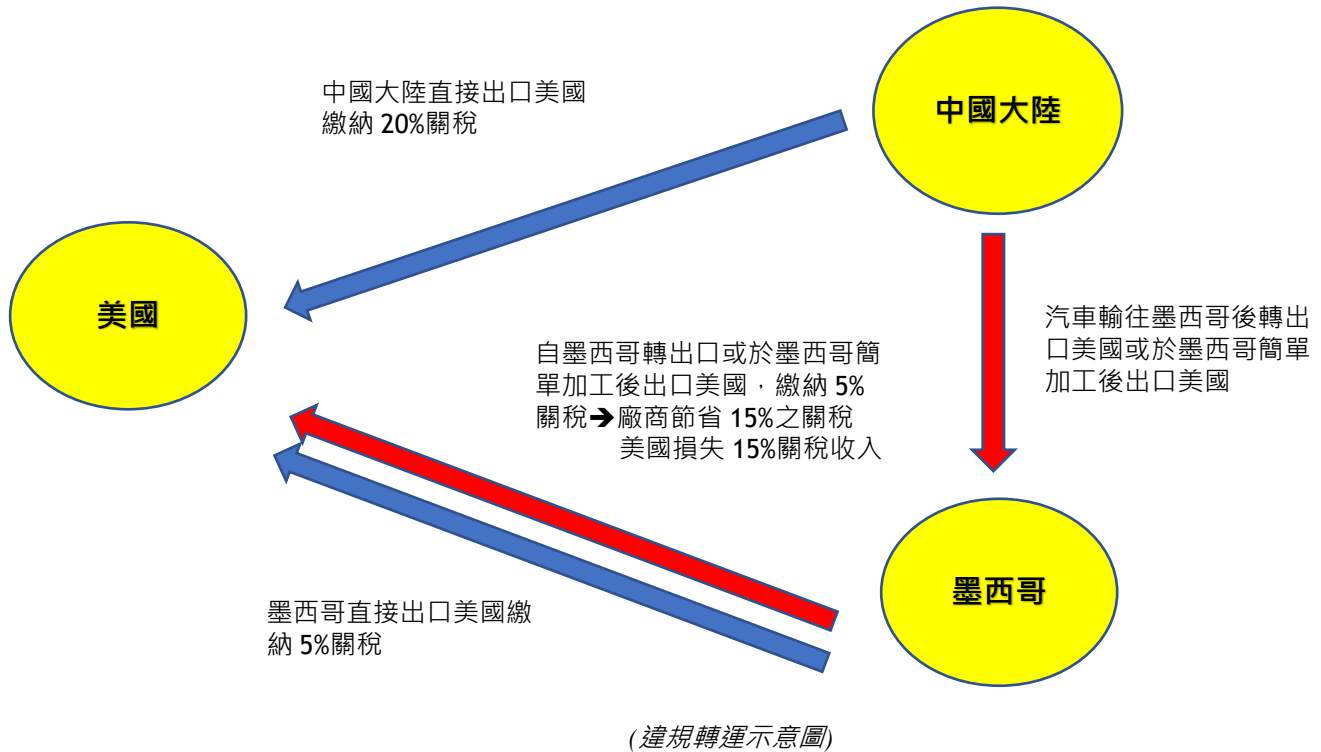 中國大陸直接出口美國
繳納 20%關稅
中國大陸
美國
汽車輸往墨西哥後轉出
口美國或於墨西哥簡單
加工後出口美國
自墨西哥轉出口或於墨西哥簡
單加工後出口美國，繳納 5%
關稅➔廠商節省 15%之關稅
美國損失 15%關稅收入
墨西哥
墨西哥直接出口美國繳
納 5%關稅
(違規轉運示意圖)